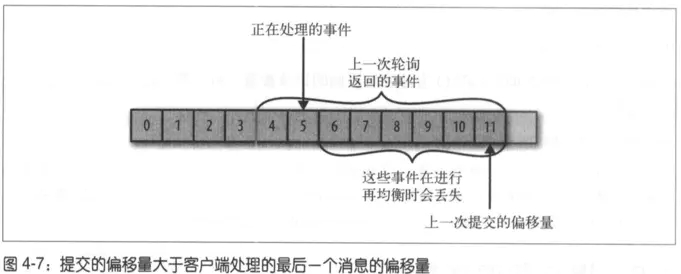 正在处理的事件
上一次轮询
返回的事件
0 1 2 3 4 5 6 7 8 9 10 11
这些事件在进行
再均衡时会丢失
上一次提交的偏移量
图 4-7：提交的偏移量大于客户端处理的最后一个消息的偏移量